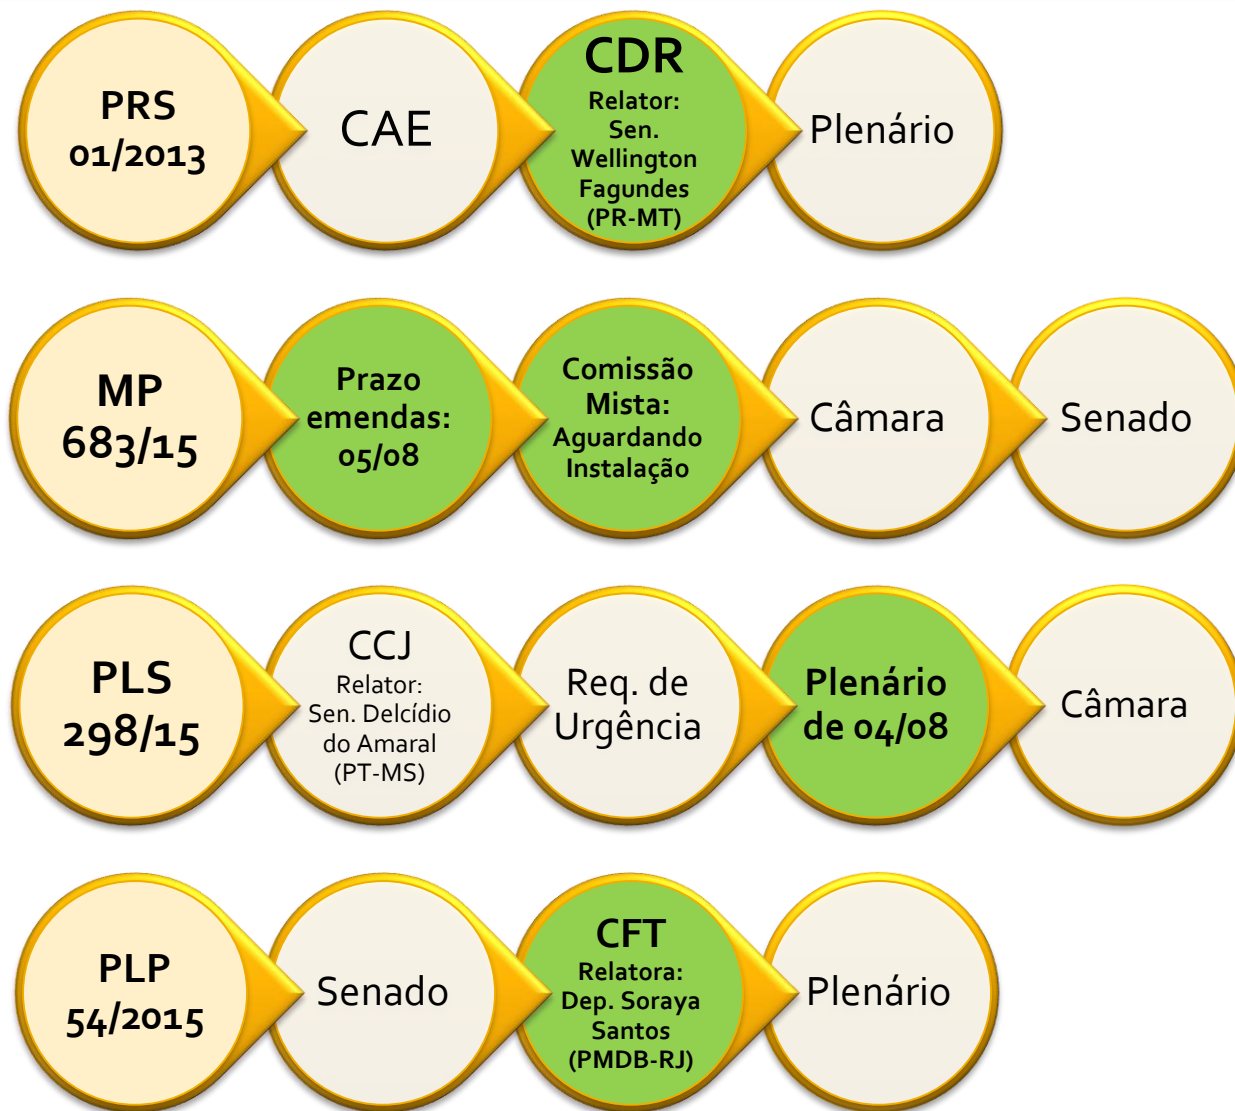 PRS
01/2013
CAE
CDR
Relator:
Sen.
Wellington
Fagundes
(PR-MT)
Plenário
MP
683/15
Prazo
emendas:
05/08
Comissão
Mista:
Aguardando
Instalação
Câmara
Senado
PLS
298/15
CCJ
Relator:
Sen. Delcídio
do Amaral
(PT-MS)
Req. de
Urgência
Plenário
de 04/08
Câmara
PLP
54/2015
Senado
CFT
Relatora:
Dep. Soraya
Santos
(PMDB-RJ)
Plenário